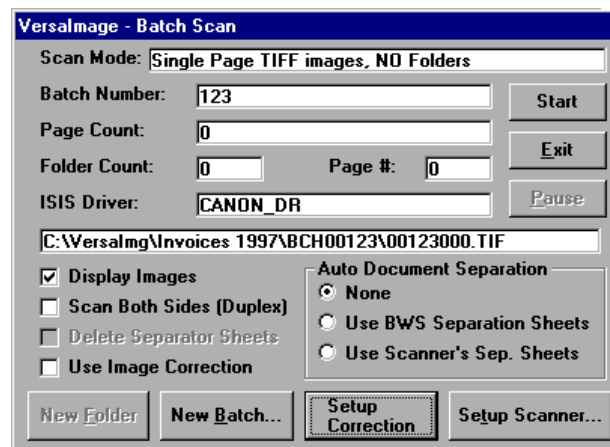 VersaImage - Batch Scan
Scan Mode: Single Page TIFF images, NO Folders
Batch Number: 123
Start
Page Count: 0
Exit
Folder Count: 0 Page #: 0
ISIS Driver: CANON_DR
Pause
C:\VersaImg\Invoices 1997\BCH00123\00123000.TIF
Display Images
Scan Both Sides (Duplex)
Delete Separator Sheets
Use Image Correction
Auto Document Separation
None
Use BWS Separation Sheets
Use Scanner's Sep. Sheets
New Folder
New Batch...
Setup
Correction
Setup Scanner...